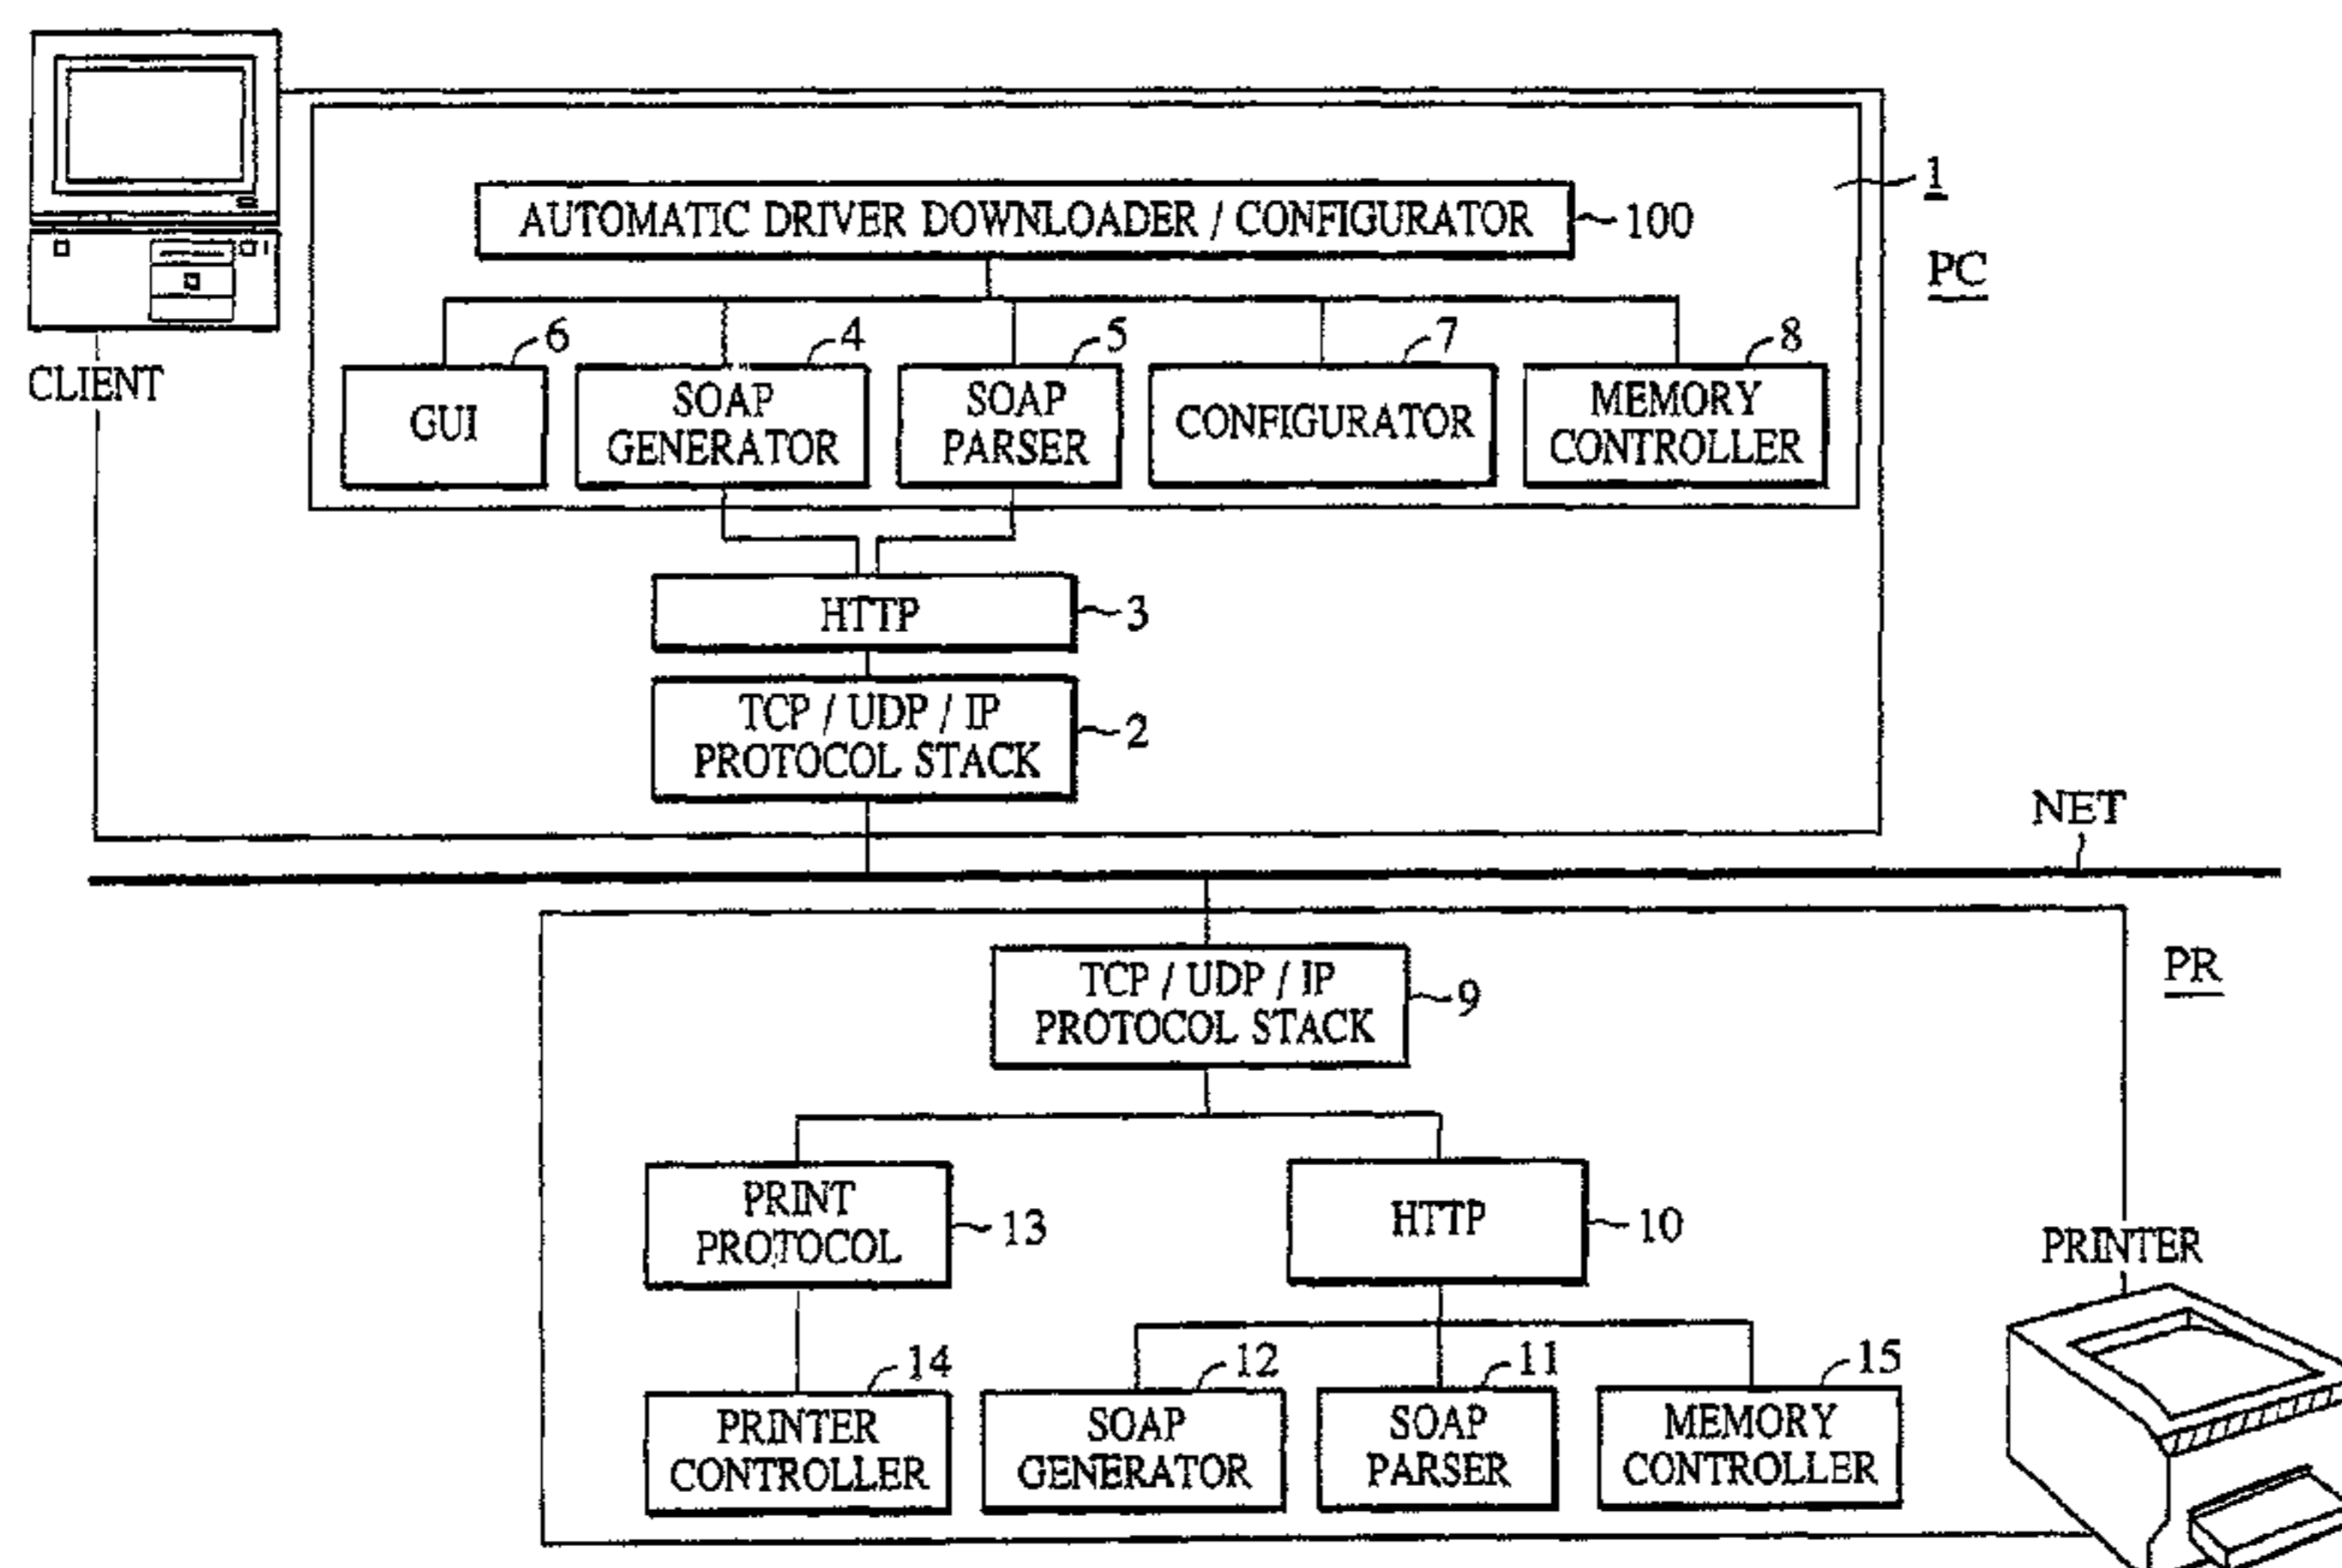 1
AUTOMATIC DRIVER DOWNLOADER / CONFIGURATOR
100
PC
6
4
5
7
8
CLIENT
GUI
SOAP
GENERATOR
SOAP
PARSER
CONFIGURATOR
MEMORY
CONTROLLER
HTTP
3
TCP / UDP / IP
PROTOCOL STACK
2
NET
PR
TCP / UDP / IP
PROTOCOL STACK
9
PRINT
PROTOCOL
13
HTTP
10
PRINTER
14
12
11
15
PRINTER
CONTROLLER
SOAP
GENERATOR
SOAP
PARSER
MEMORY
CONTROLLER